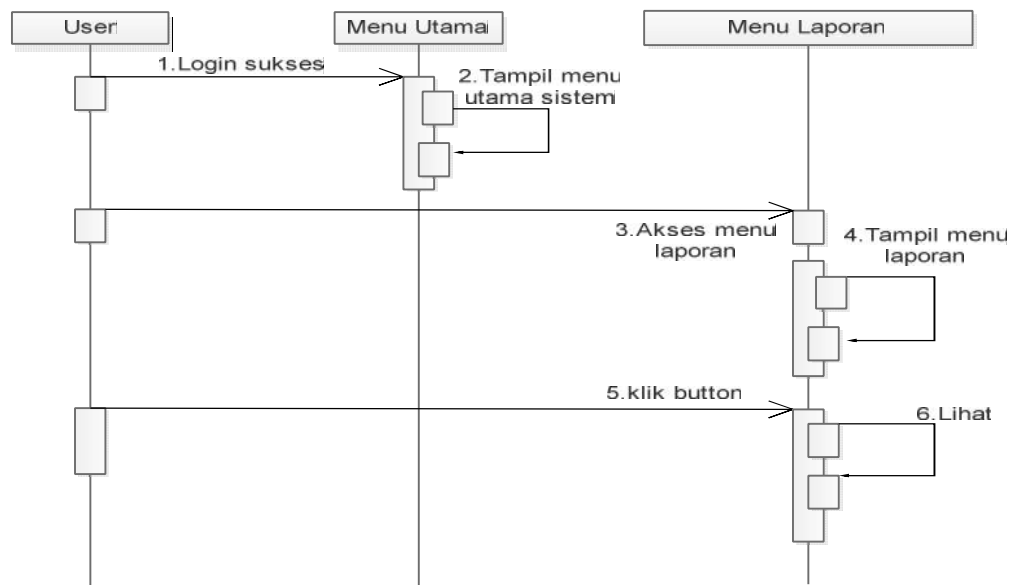 User
Menu Utama
Menu Laporan
1.Login sukses
2.Tampil menu
utama sistem
3.Akses menu
laporan
4.Tampil menu
laporan
5.klik button
6.Lihat